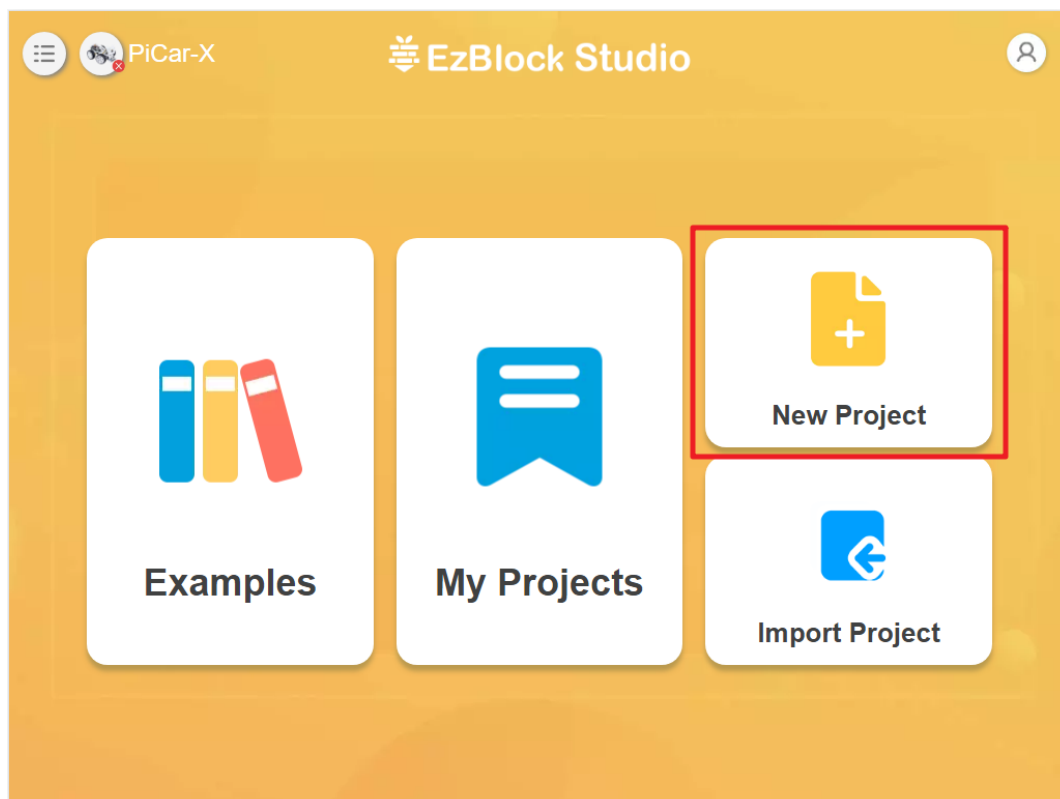 PiCar-X
EzBlock Studio
Examples
My Projects
New Project
Import Project